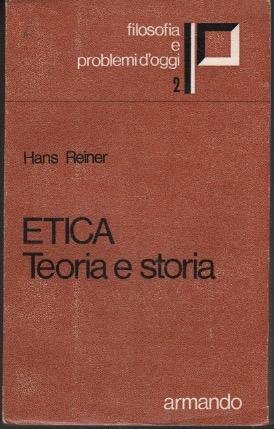 filosofia
e
problemi d'oggi
2
Hans Reiner
ETICA
Teoria e storia
armando